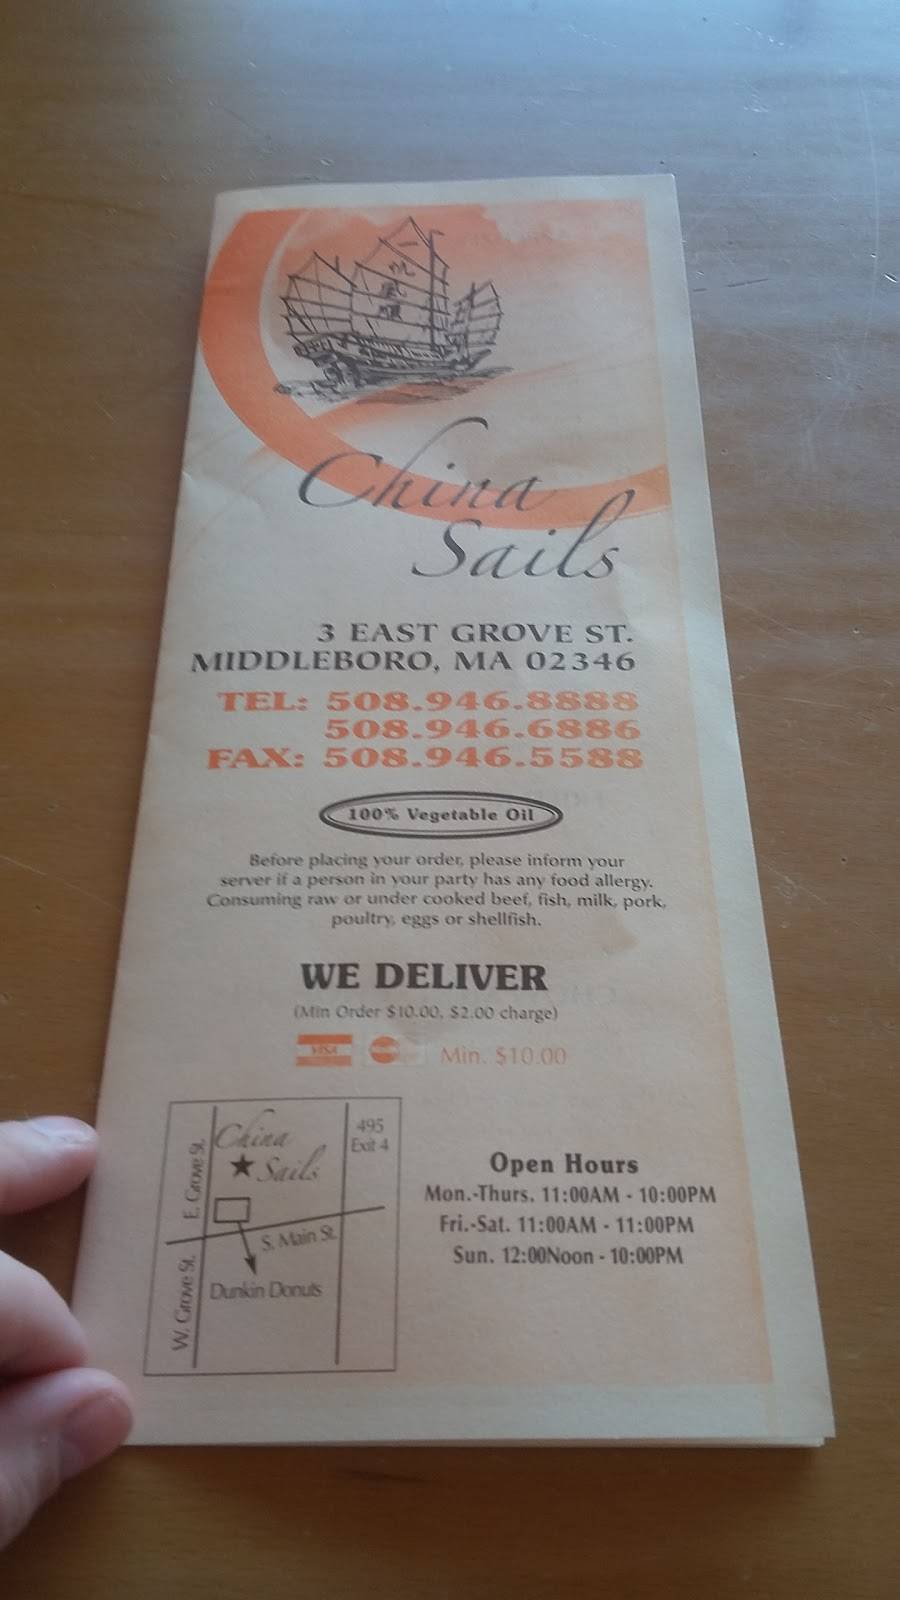 China
Sails
3 EAST GROVE ST.
MIDDLEBORO, MA 02346
TEL: 508.946.8888
508.946.6886
FAX: 508.946.5588
100% Vegetable Oil
Before placing your order, please inform your
server if a person in your party has any food allergy.
Consuming raw or under cooked beef, fish, milk, pork,
poultry, eggs or shellfish.
WE DELIVER
(Min Order $10.00, $2.00 charge)
VISA Min. $10.00
E. Grove St.
China
Sails
495
Exit 4
S. Main St.
W. Grove St.
Dunkin Donuts
Open Hours
Mon.-Thurs. 11:00AM - 10:00PM
Fri.-Sat. 11:00AM - 11:00PM
Sun. 12:00Noon - 10:00PM